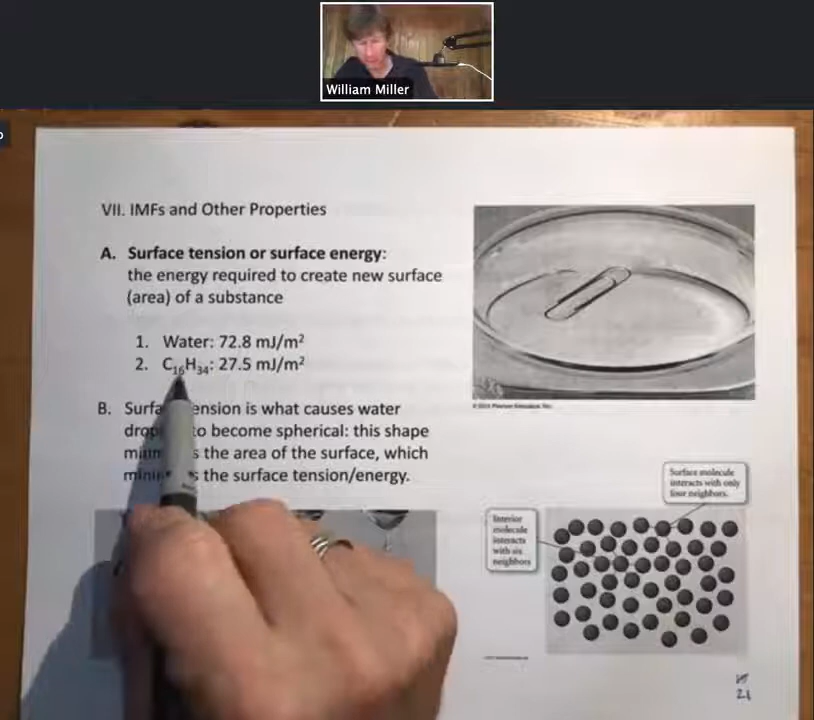 William Miller
VII. IMFs and Other Properties
A. Surface tension or surface energy:
the energy required to create new surface
(area) of a substance
1. Water: 72.8 mJ/m²
2. C₁₆H₃₄: 27.5 mJ/m²
B. ension is what causes water
to become spherical: this shape
the area of the surface, which
the surface tension/energy.
Surface molecule
interacts with only
four neighbors.
Interior
molecule
interacts
with six
neighbors
21